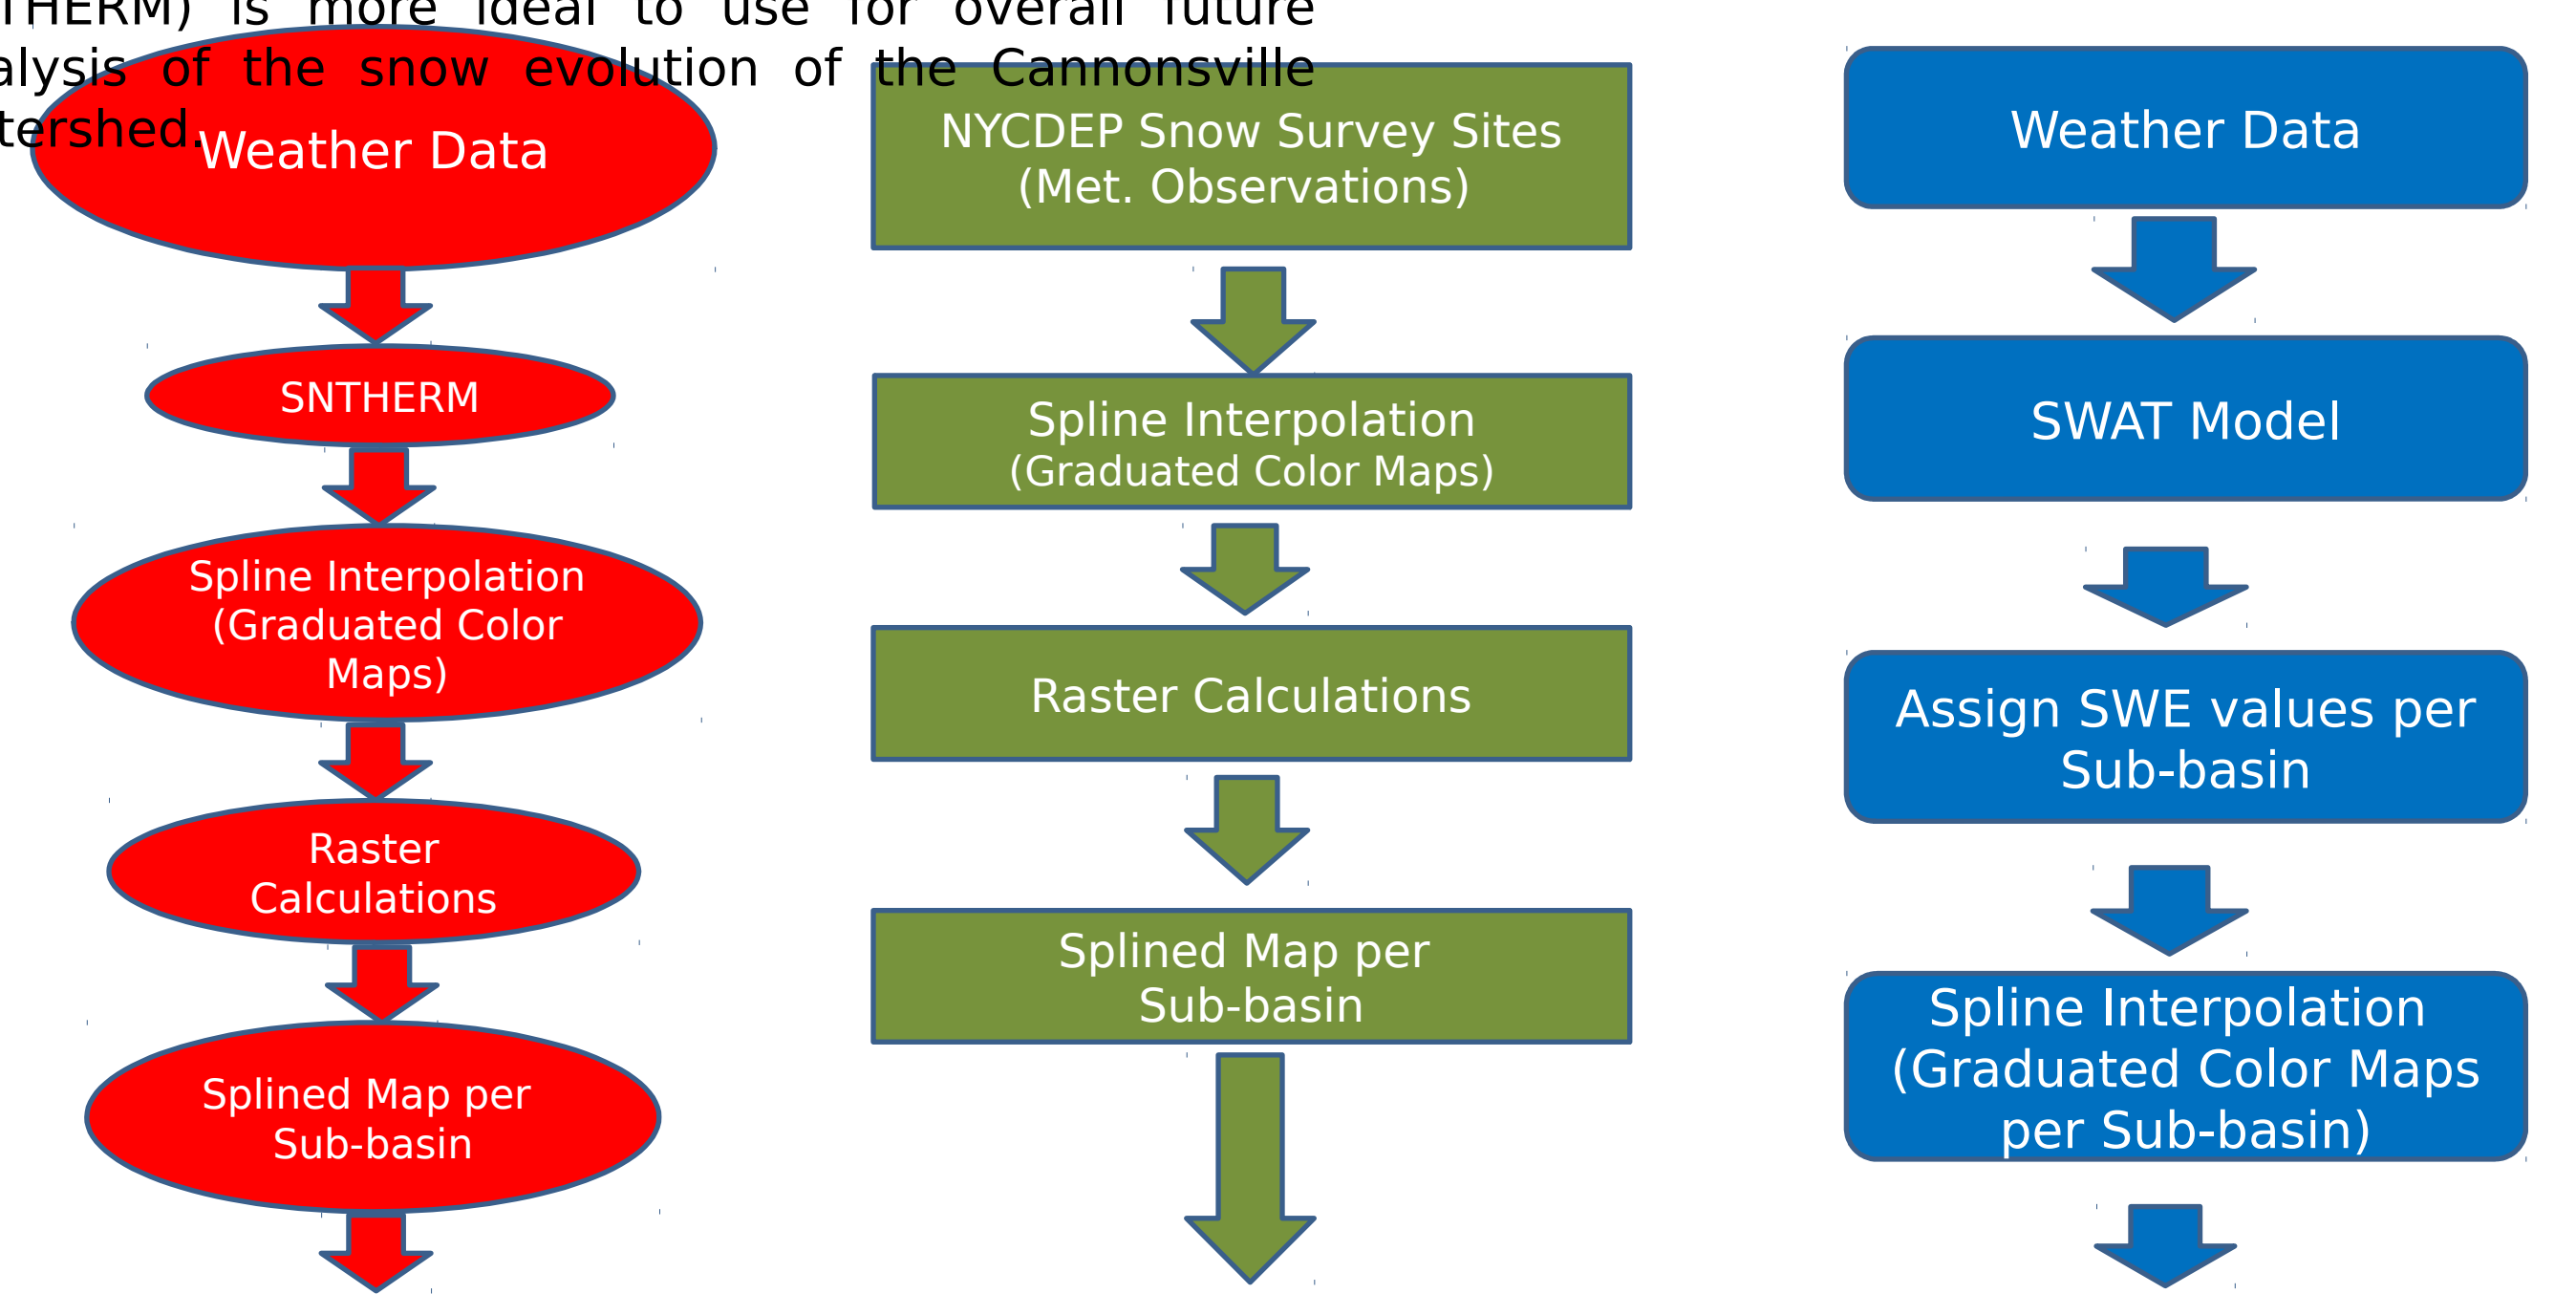 THERM) is more ideal to use for overall future
alysis of the snow evolution of the Cannonsville
tershed.
Weather Data
SNTHERM
Spline Interpolation
(Graduated Color
Maps)
Raster
Calculations
Splined Map per
Sub-basin
NYCDEP Snow Survey Sites
(Met. Observations)
Spline Interpolation
(Graduated Color Maps)
Raster Calculations
Splined Map per
Sub-basin
Weather Data
SWAT Model
Assign SWE values per
Sub-basin
Spline Interpolation
(Graduated Color Maps
per Sub-basin)